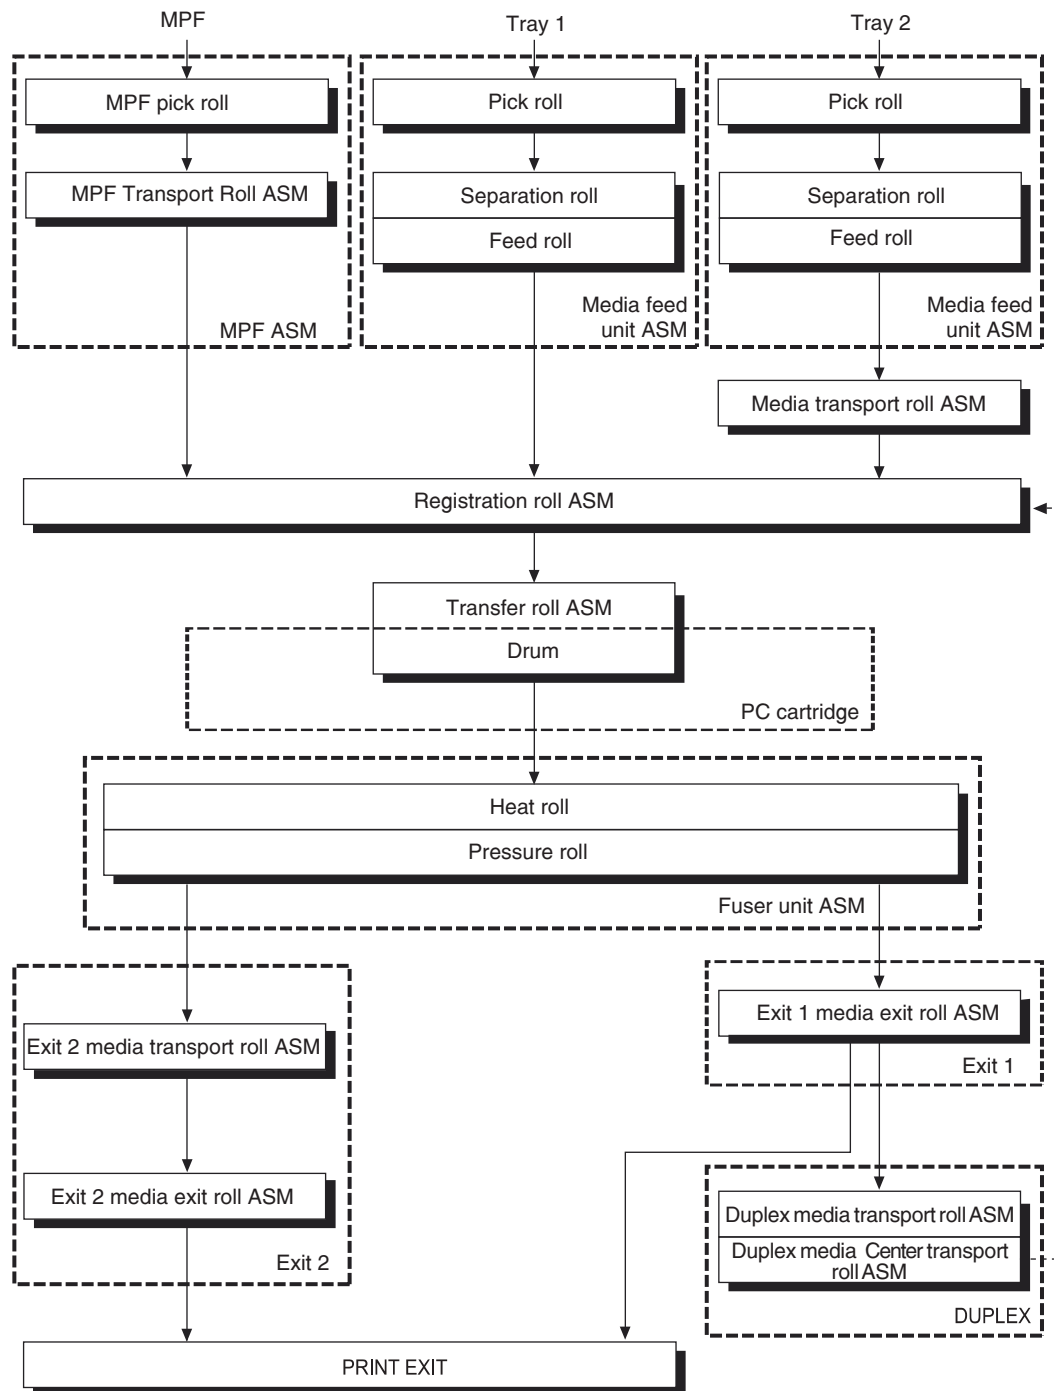 MPF
Tray 1
Tray 2
MPF pick roll
Pick roll
Pick roll
MPF Transport Roll ASM
Separation roll
Feed roll
Separation roll
Feed roll
MPF ASM
Media feed
unit ASM
Media feed
unit ASM
Media transport roll ASM
Registration roll ASM
Transfer roll ASM
Drum
PC cartridge
Heat roll
Pressure roll
Fuser unit ASM
Exit 1 media exit roll ASM
Exit 1
Exit 2 media transport roll ASM
Exit 2 media exit roll ASM
Exit 2
Duplex media transport roll ASM
Duplex media Center transport
roll ASM
DUPLEX
PRINT EXIT